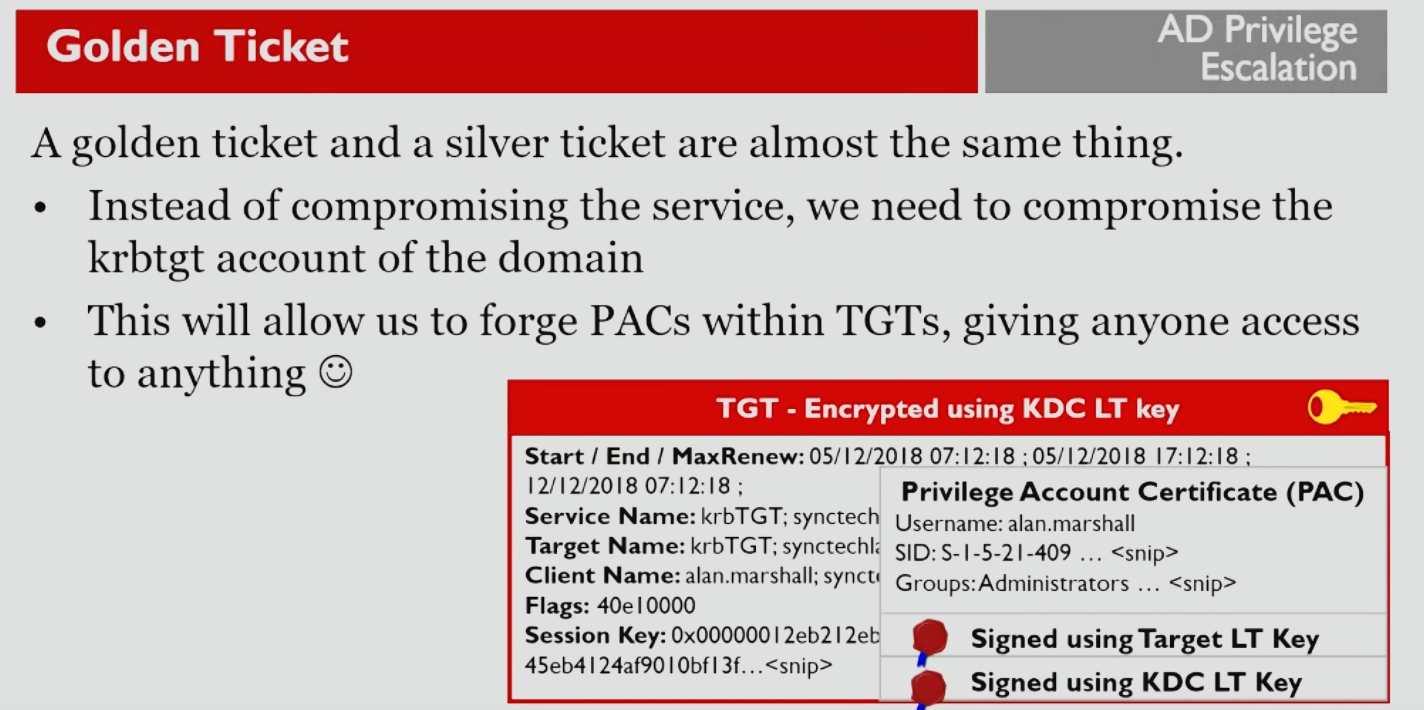 Golden Ticket
AD Privilege
Escalation
A golden ticket and a silver ticket are almost the same thing.
• Instead of compromising the service, we need to compromise the
krbtgt account of the domain
• This will allow us to forge PACs within TGTs, giving anyone access
to anything ☺
TGT - Encrypted using KDC LT key
Start / End / MaxRenew: 05/12/2018 07:12:18 ; 05/12/2018 17:12:18 ;
12/12/2018 07:12:18 ;
Service Name: krbTGT; synctech
Target Name: krbTGT; synctechla
Client Name: alan.marshall; syncte
Flags: 40e10000
Session Key: 0x00000012eb212eb
45eb4124af9010bf13f…<snip>
Privilege Account Certificate (PAC)
Username: alan.marshall
SID: S-1-5-21-409 … <snip>
Groups: Administrators … <snip>
Signed using Target LT Key
Signed using KDC LT Key